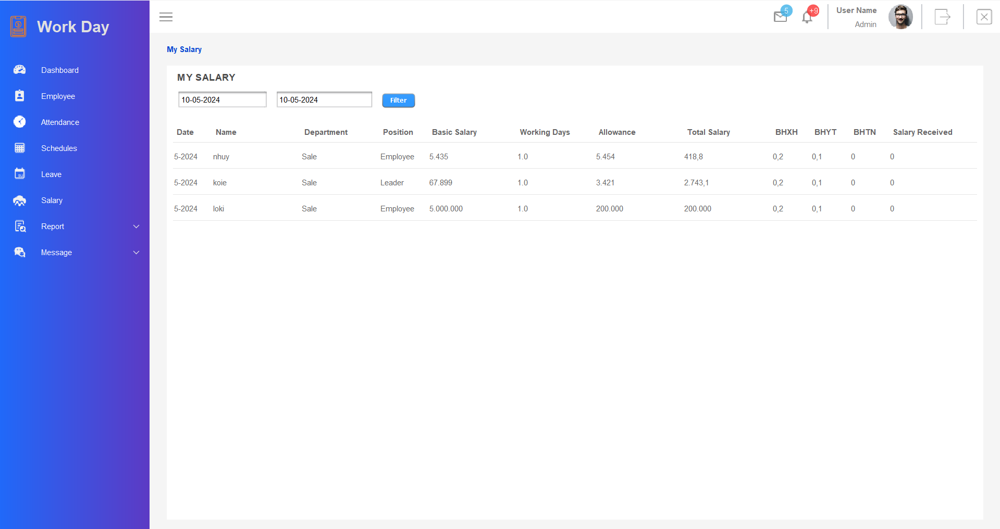 Work Day
Dashboard
Employee
Attendance
Schedules
Leave
Salary
Report
Message
5
+9
User Name
Admin
My Salary
MY SALARY
10-05-2024 10-05-2024 Filter
Date Name Department Position Basic Salary Working Days Allowance Total Salary BHXH BHYT BHTN Salary Received
5-2024 nhuy Sale Employee 5.435 1.0 5.454 418,8 0,2 0,1 0 0
5-2024 koie Sale Leader 67.899 1.0 3.421 2.743,1 0,2 0,1 0 0
5-2024 loki Sale Employee 5.000.000 1.0 200.000 200.000 0,2 0,1 0 0